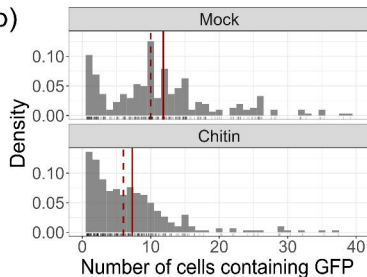 b)
Mock
0.10
0.05
0.00
Density
Chitin
0.10
0.05
0.00
0 10 20 30 40
Number of cells containing GFP